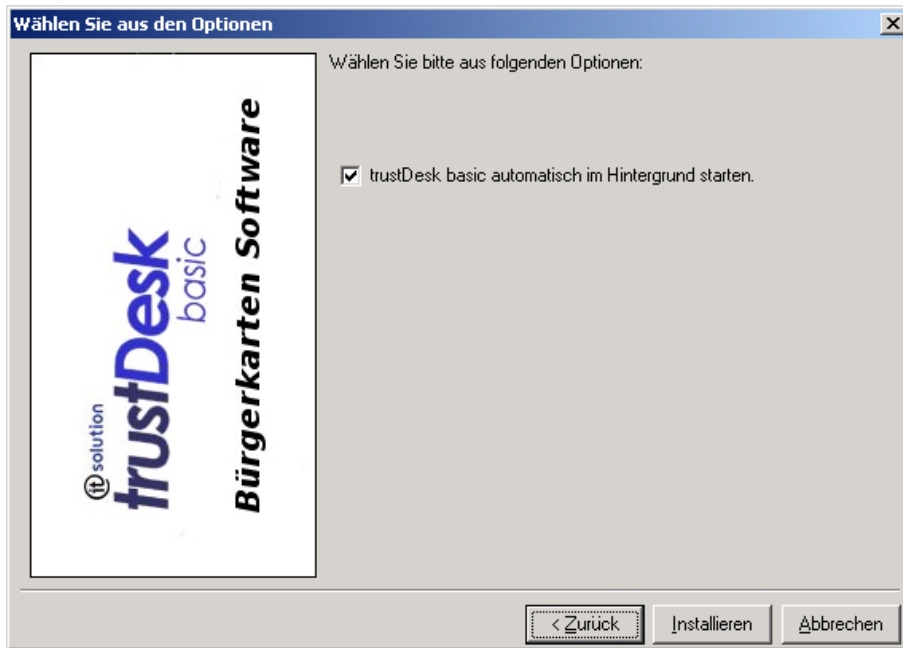 Wählen Sie aus den Optionen
Wählen Sie bitte aus folgenden Optionen:
trustDesk basic automatisch im Hintergrund starten.
it solution
trustDesk
basic
Bürgerkarten Software
< Zurück
Installieren
Abbrechen